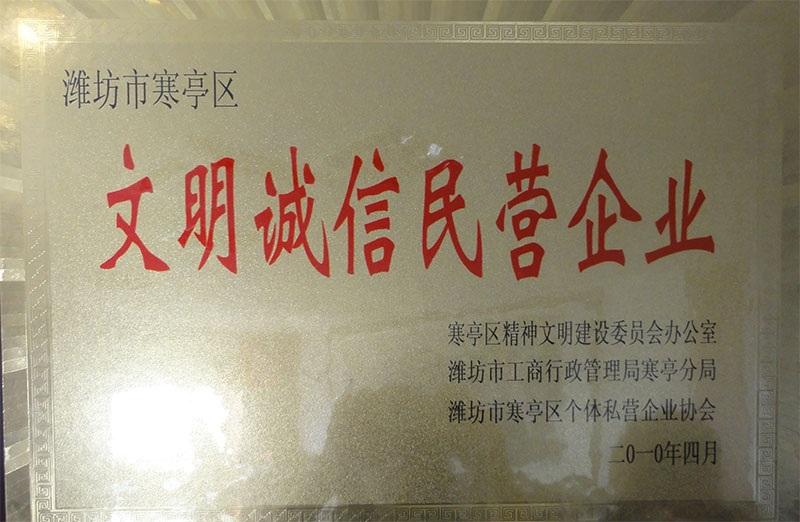 潍坊市寒亭区
文明诚信民营企业
寒亭区精神文明建设委员会办公室
潍坊市工商行政管理局寒亭分局
潍坊市寒亭区个体私营企业协会
二0一0年四月